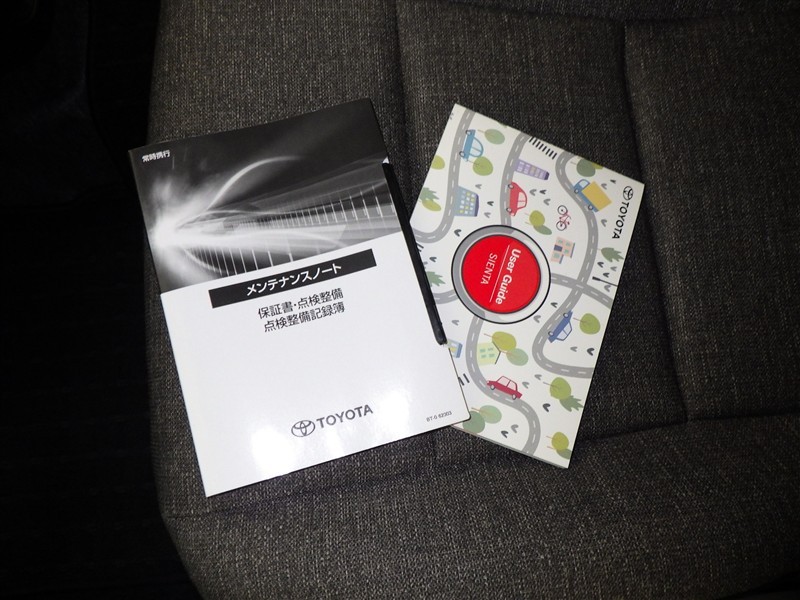 常時携行
メンテナンスノート
保証書・点検整備
点検整備記録簿
TOYOTA
TOYOTA
User Guide
SIENTA